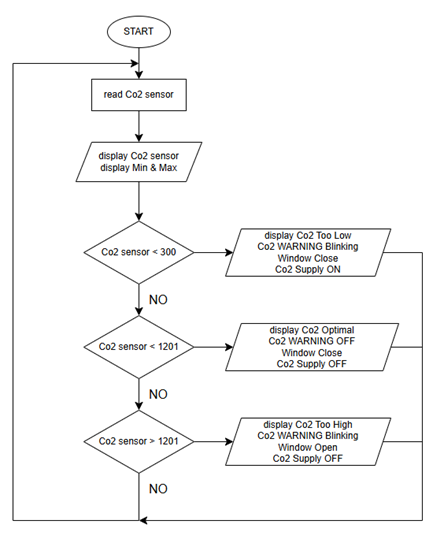 START
read Co2 sensor
display Co2 sensor
display Min & Max
Co2 sensor < 300
display Co2 Too Low
Co2 WARNING Blinking
Window Close
Co2 Supply ON
NO
Co2 sensor < 1201
display Co2 Optimal
Co2 WARNING OFF
Window Close
Co2 Supply OFF
NO
Co2 sensor > 1201
display Co2 Too High
Co2 WARNING Blinking
Window Open
Co2 Supply OFF
NO